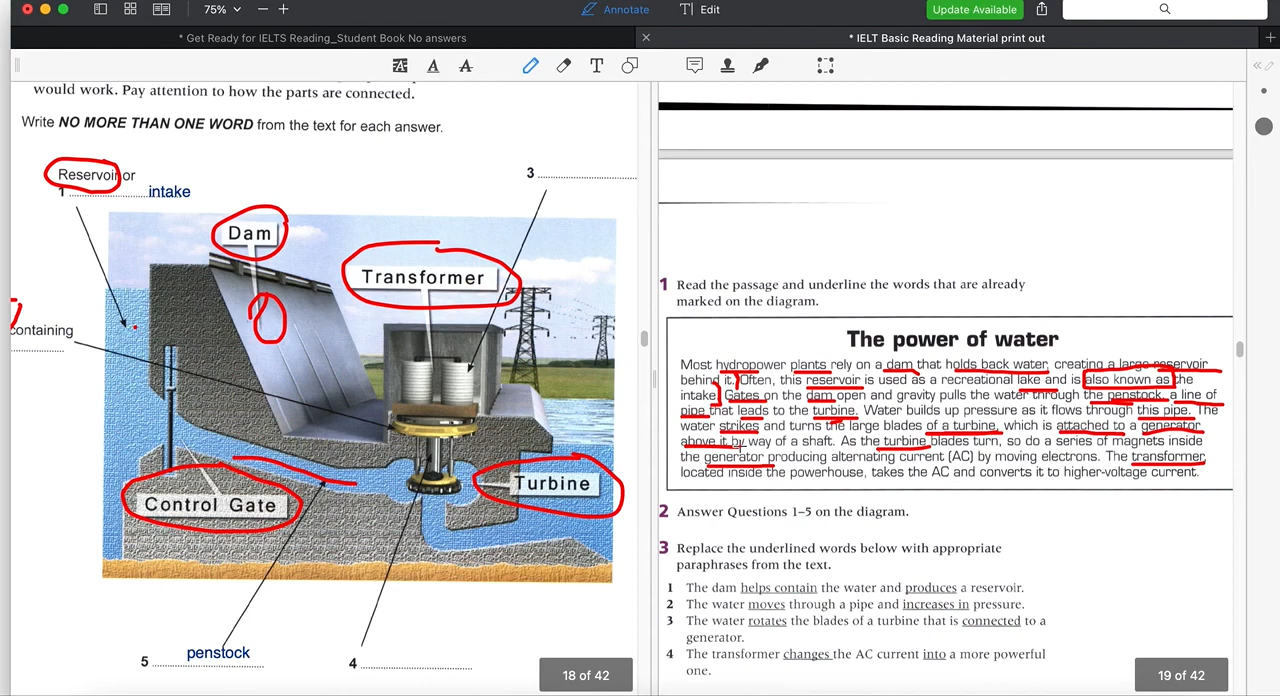 75%
Annotate
Edit
Update Available
* Get Ready for IELTS Reading_Student Book No answers
* IELT Basic Reading Material print out
would work. Pay attention to how the parts are connected.
Write NO MORE THAN ONE WORD from the text for each answer.
Reservoir or
1 intake
3
Dam
Transformer
containing
Control Gate
Turbine
5 penstock
4
18 of 42
1 Read the passage and underline the words that are already
marked on the diagram.
The power of water
Most hydropower plants rely on a dam that holds back water, creating a large reservoir
behind it. Often, this reservoir is used as a recreational lake and is also known as the
intake. Gates on the dam open and gravity pulls the water through the penstock, a line of
pipe that leads to the turbine. Water builds up pressure as it flows through this pipe. The
water strikes and turns the large blades of a turbine, which is attached to a generator
above it by way of a shaft. As the turbine blades turn, so do a series of magnets inside
the generator producing alternating current (AC) by moving electrons. The transformer,
located inside the powerhouse, takes the AC and converts it to higher-voltage current.
2 Answer Questions 1–5 on the diagram.
3 Replace the underlined words below with appropriate
paraphrases from the text.
1 The dam helps contain the water and produces a reservoir.
2 The water moves through a pipe and increases in pressure.
3 The water rotates the blades of a turbine that is connected to a
generator.
4 The transformer changes the AC current into a more powerful
one.
19 of 42